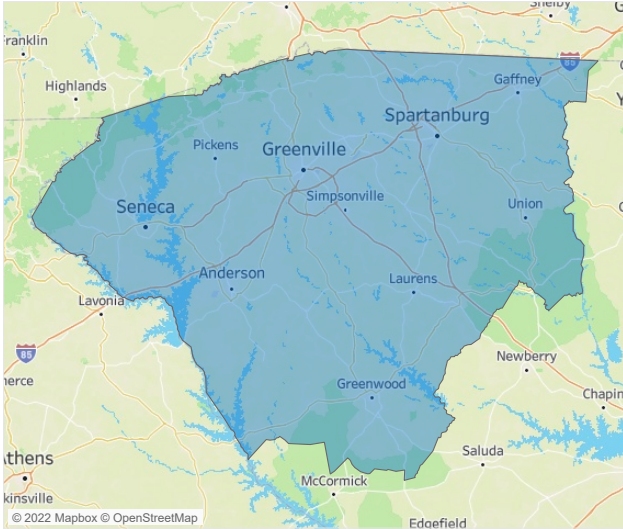 Shelby
Franklin
85
Gaffney
Highlands
Spartanburg
Pickens
Greenville
Simpsonville
Seneca
Union
Anderson
Laurens
Lavonia
85
Newberry
merce
Greenwood
Chapin
Saluda
Athens
McCormick
kinsville
© 2022 Mapbox © OpenStreetMap
Edgefield